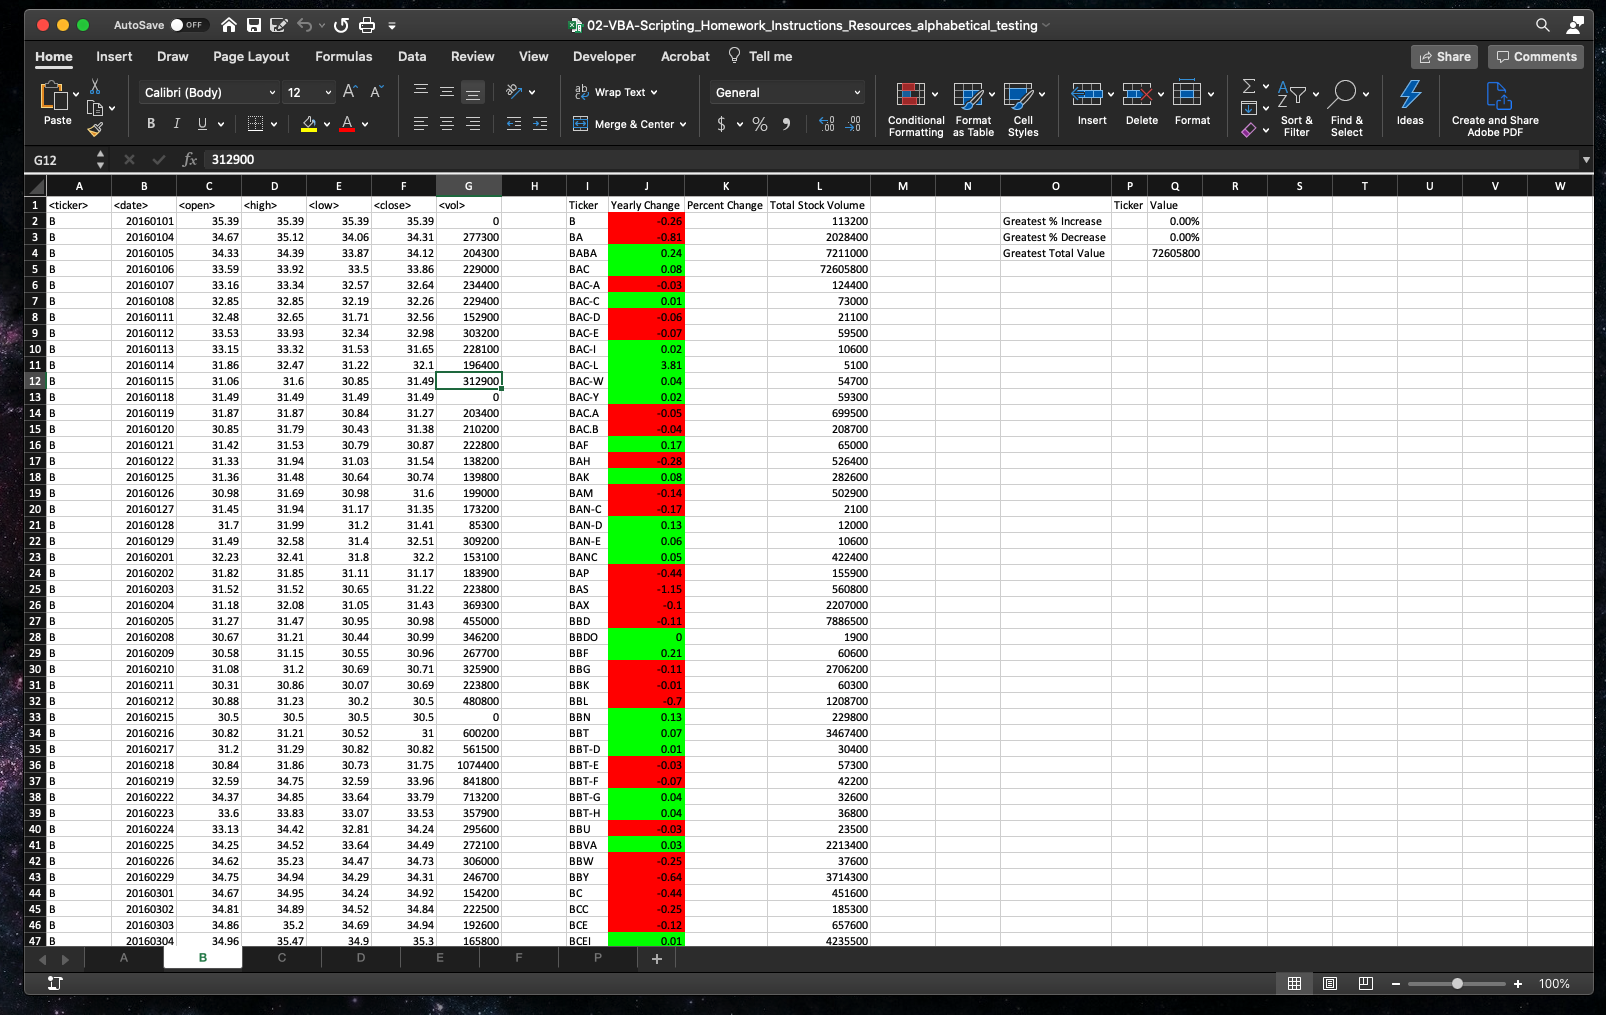 AutoSave OFF 02-VBA-Scripting_Homework_Instructions_Resources_alphabetical_testing
Home Insert Draw Page Layout Formulas Data Review View Developer Acrobat Tell me Share Comments
Paste Calibri (Body) 12 Wrap Text General
B I U A Merge & Center $ % Conditional Formatting Format as Table Cell Styles Insert Delete Format Sort & Filter Find & Select Ideas Create and Share Adobe PDF
G12 fx 312900
A B C D E F G H I J K L M N O P Q R S T U V W
1 <ticker> <date> <open> <high> <low> <close> <vol> Ticker Yearly Change Percent Change Total Stock Volume Ticker Value
2 B 20160101 35.39 35.39 35.39 35.39 0 B -0.26 113200 Greatest % Increase 0.00%
3 B 20160104 34.67 35.12 34.06 34.31 277300 BA -0.81 2028400 Greatest % Decrease 0.00%
4 B 20160105 34.33 34.39 33.87 34.12 204300 BABA 0.24 7211000 Greatest Total Value 72605800
5 B 20160106 33.59 33.92 33.5 33.86 229000 BAC 0.08 72605800
6 B 20160107 33.16 33.34 32.57 32.64 234400 BAC-A -0.03 124400
7 B 20160108 32.85 32.85 32.19 32.26 229400 BAC-C 0.01 73000
8 B 20160111 32.48 32.65 31.71 32.56 152900 BAC-D -0.06 21100
9 B 20160112 33.53 33.93 32.34 32.98 303200 BAC-E -0.07 59500
10 B 20160113 33.15 33.32 31.53 31.65 228100 BAC-I 0.02 10600
11 B 20160114 31.86 32.47 31.22 32.1 196400 BAC-L 3.81 5100
12 B 20160115 31.06 31.6 30.85 31.49 312900 BAC-W 0.04 54700
13 B 20160118 31.49 31.49 31.49 31.49 0 BAC-Y 0.02 59300
14 B 20160119 31.87 31.87 30.84 31.27 203400 BAC.A -0.05 699500
15 B 20160120 30.85 31.79 30.43 31.38 210200 BAC.B -0.04 208700
16 B 20160121 31.42 31.53 30.79 30.87 222800 BAF 0.17 65000
17 B 20160122 31.33 31.94 31.03 31.54 138200 BAH -0.28 526400
18 B 20160125 31.36 31.48 30.64 30.74 139800 BAK 0.08 282600
19 B 20160126 30.98 31.69 30.98 31.6 199000 BAM -0.14 502900
20 B 20160127 31.45 31.94 31.17 31.35 173200 BAN-C -0.17 2100
21 B 20160128 31.7 31.99 31.2 31.41 85300 BAN-D 0.13 12000
22 B 20160129 31.49 32.58 31.4 32.51 309200 BAN-E 0.06 10600
23 B 20160201 32.23 32.41 31.8 32.2 153100 BANC 0.05 422400
24 B 20160202 31.82 31.85 31.11 31.17 183900 BAP -0.44 155900
25 B 20160203 31.52 31.52 30.65 31.22 223800 BAS -1.15 560800
26 B 20160204 31.18 32.08 31.05 31.43 369300 BAX -0.1 2207000
27 B 20160205 31.27 31.47 30.95 30.98 455000 BBD -0.11 7886500
28 B 20160208 30.67 31.21 30.44 30.99 346200 BBDO 0 1900
29 B 20160209 30.58 31.15 30.55 30.96 267700 BBF 0.21 60600
30 B 20160210 31.08 31.2 30.69 30.71 325900 BBG -0.11 2706200
31 B 20160211 30.31 30.86 30.07 30.69 223800 BBK -0.01 60300
32 B 20160212 30.88 31.23 30.2 30.5 480800 BBL -0.7 1208700
33 B 20160215 30.5 30.5 30.5 30.5 0 BBN 0.13 229800
34 B 20160216 30.82 31.21 30.52 31 600200 BBT 0.07 3467400
35 B 20160217 31.2 31.29 30.82 30.82 561500 BBT-D 0.01 30400
36 B 20160218 30.84 31.86 30.73 31.75 1074400 BBT-E -0.03 57300
37 B 20160219 32.59 34.75 32.59 33.96 841800 BBT-F -0.07 42200
38 B 20160222 34.37 34.85 33.64 33.79 713200 BBT-G 0.04 32600
39 B 20160223 33.6 33.83 33.07 33.53 357900 BBT-H 0.04 36800
40 B 20160224 33.13 34.42 32.81 34.24 295600 BBU -0.03 23500
41 B 20160225 34.25 34.52 33.64 34.49 272100 BBVA 0.03 2213400
42 B 20160226 34.62 35.23 34.47 34.73 306000 BBW -0.25 37600
43 B 20160229 34.75 34.94 34.29 34.31 246700 BBY -0.64 3714300
44 B 20160301 34.67 34.95 34.24 34.92 154200 BC -0.44 451600
45 B 20160302 34.81 34.89 34.52 34.84 222500 BCC -0.25 185300
46 B 20160303 34.86 35.2 34.69 34.94 192600 BCE -0.12 657600
47 B 20160304 34.96 35.47 34.9 35.3 165800 BCEI 0.01 4235500
A B C D E F P +
100%